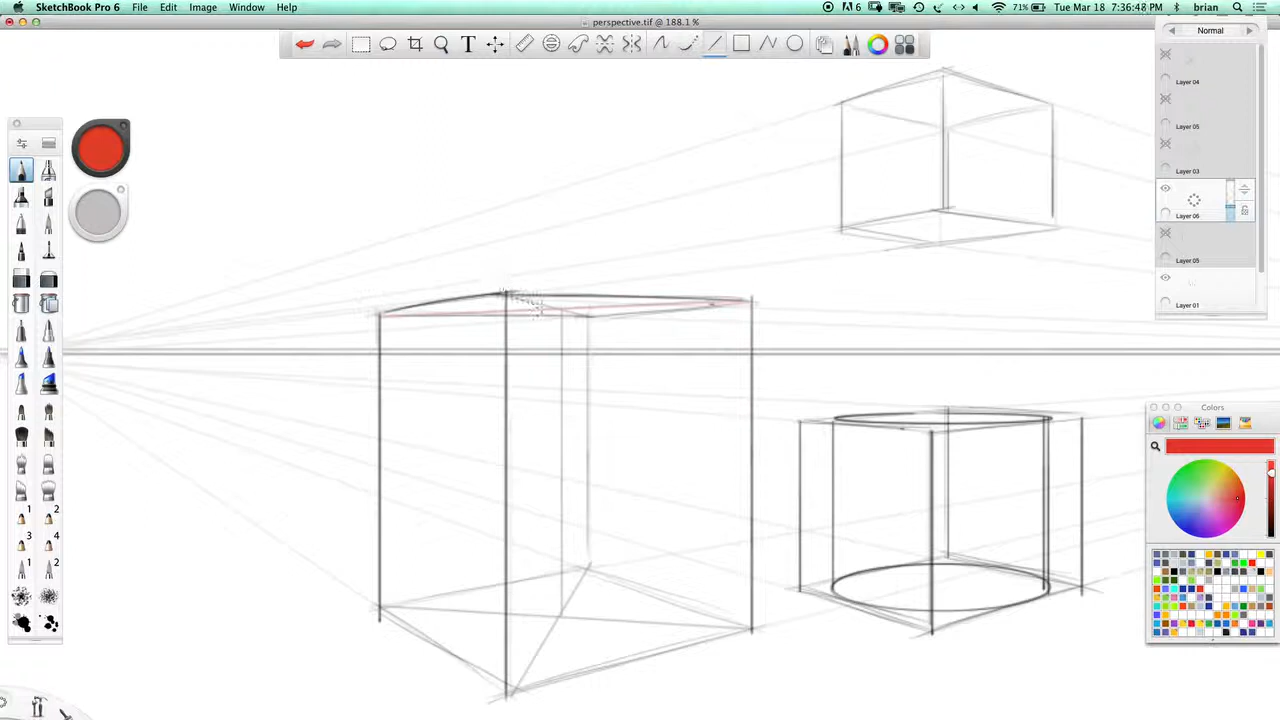 SketchBook Pro 6 File Edit Image Window Help
6 71% Tue Mar 18 7:36:48 PM brian
perspective.tif @ 188.1 %
T
Normal
Layer 04
Layer 05
Layer 03
Layer 06
Layer 05
Layer 01
Colors
1 2
3 4
1 2